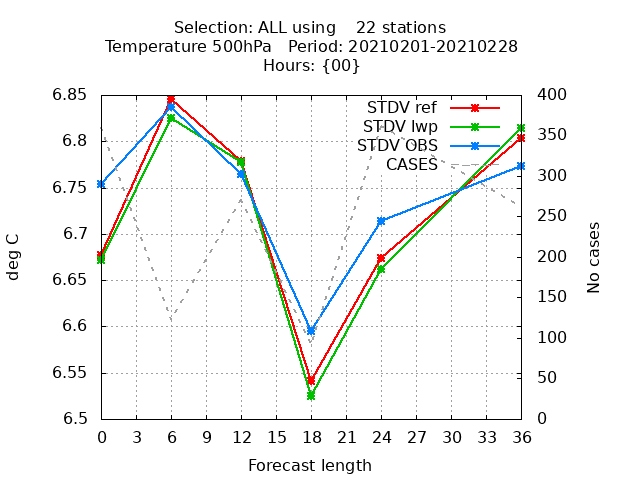 Selection: ALL using    22 stations
Temperature 500hPa   Period: 20210201-20210228
Hours: {00}
STDV ref
STDV lwp
STDV OBS
CASES
6.85
6.8
6.75
6.7
6.65
6.6
6.55
6.5
400
350
300
250
200
150
100
50
0
deg C
No cases
0 3 6 9 12 15 18 21 24 27 30 33 36
Forecast length